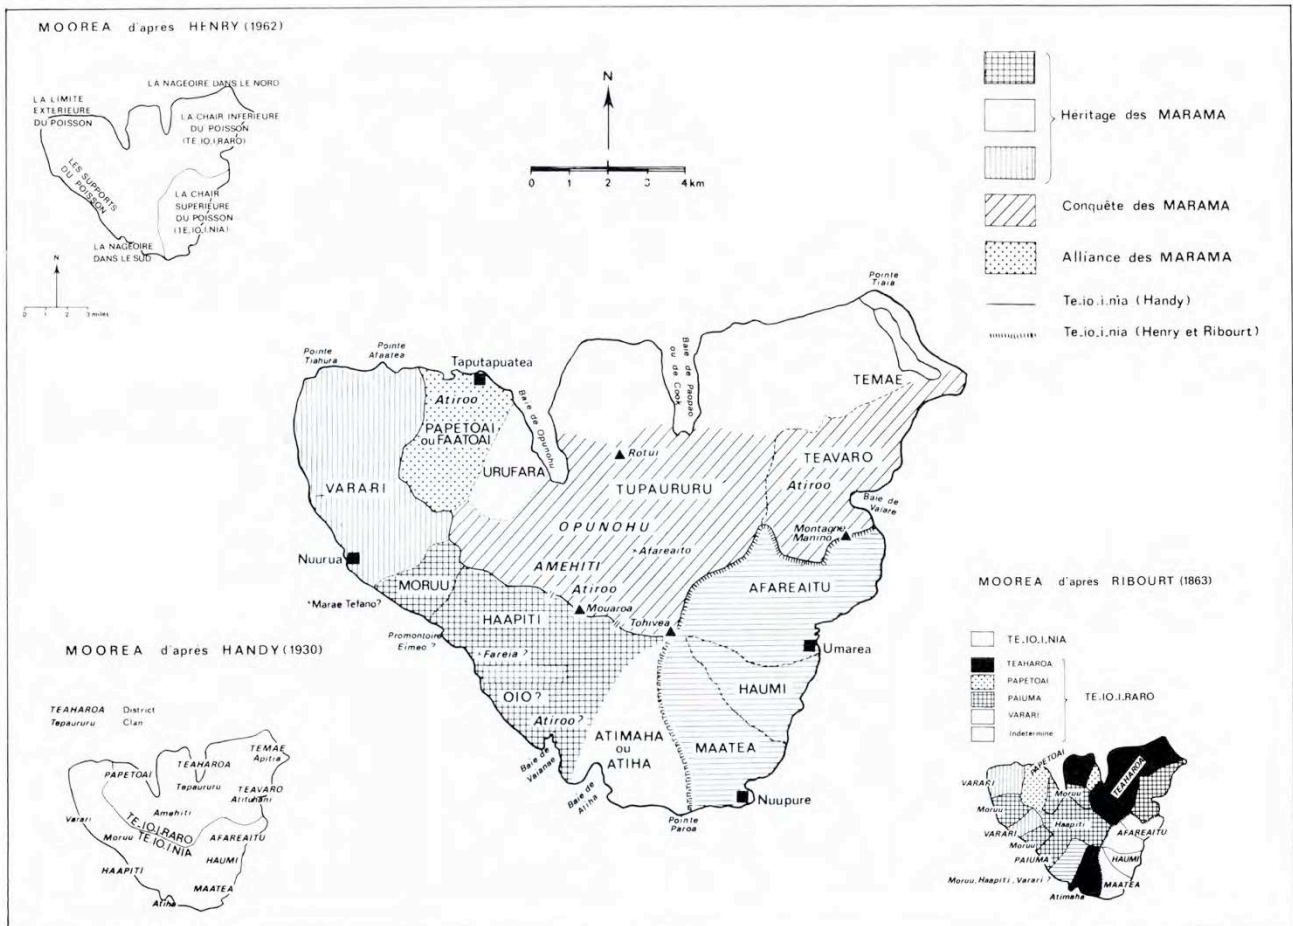 MOOREA d'après HENRY (1962)
LA NAGEOIRE DANS LE NORD
LA LIMITE
EXTERIEURE
DU POISSON
LA CHAIR INFERIEURE
DU POISSON
(TE.IO.I.RARO)
LES SUPPORTS
DU POISSON
LA CHAIR
SUPERIEURE
DU POISSON
(TE.IO.I.NIA)
LA NAGEOIRE
DANS LE SUD
N
0 1 2 3 miles
N
0 1 2 3 4 km
Héritage des MARAMA
Conquête des MARAMA
Alliance des MARAMA
Te.io.i.nia (Handy)
Te.io.i.nia (Henry et Ribourt)
Pointe
Tiaia
Pointe
Tiahura
Pointe
Afaatea
Taputapuatea
Atiroo
PAPETOAI
ou FAATOAI
Baie de Opunohu
Baie de Paopao
ou de Cook
TEMAE
URUFARA
Rotui
TEAVARO
Atiroo
VARARI
TUPAURURU
Baie de
Vaiare
OPUNOHU
Montagne
Manino
Afareaito
Nuurua
AMEHITI
Atiroo
MORUU
AFAREAITU
*Marae Tefano?
Mouaroa
HAAPITI
Tohivea
Promontoire
Eimeo ?
Fareia ?
Umarea
HAUMI
OIO ?
Atiroo ?
ATIMAHA
ou
ATIHA
MAATEA
Baie de
Vaianae
Baie de
Atiha
Nuupure
Pointe
Paroa
MOOREA d'après HANDY (1930)
TEAHAROA District
Tepaururu Clan
TEMAE
Apitia
PAPETOAI
TEAHAROA
Tepaururu
TEAVARO
Atituhani
Varari
Amehiti
TE.IO.I.RARO
TE.IO.I.NIA
Moruu
AFAREAITU
HAAPITI
HAUMI
MAATEA
Atiha
MOOREA d'après RIBOURT (1863)
TE.IO.I.NIA
TEAHAROA
PAPETOAI
PAIUMA
VARARI
Indeterminé
TE.IO.I.RARO
PAPETOAI
VARARI
TEAHAROA
Moruu
Moruu
Haapiti
VARARI
AFAREAITU
Moruu
PAIUMA
HAUMI
Moruu, Haapiti, Varari ?
MAATEA
Atimaha